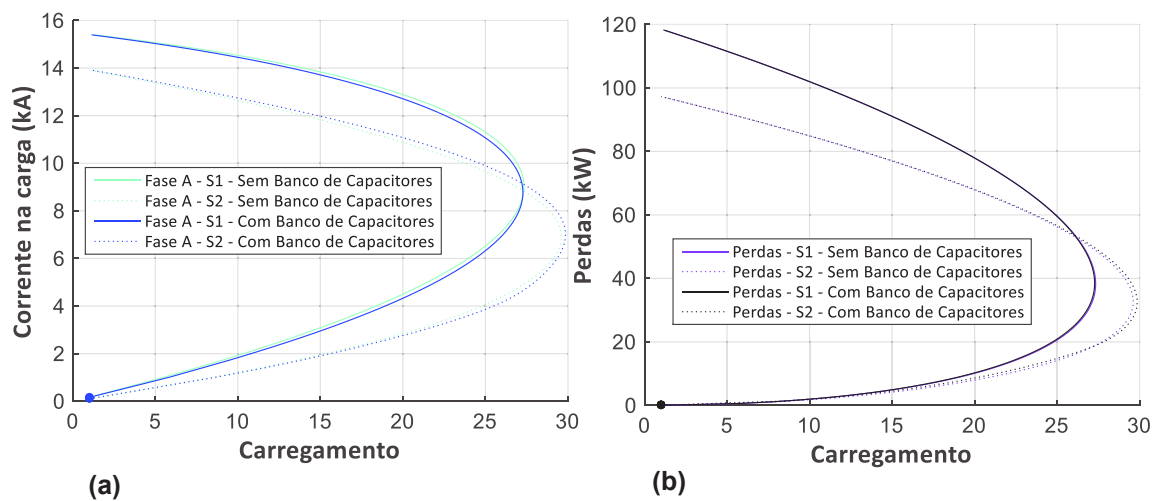 16
14
12
10
8
6
4
2
0
Corrente na carga (kA)
Fase A - S1 - Sem Banco de Capacitores
Fase A - S2 - Sem Banco de Capacitores
Fase A - S1 - Com Banco de Capacitores
Fase A - S2 - Com Banco de Capacitores
0 5 10 15 20 25 30
Carregamento
(a)
120
100
80
60
40
20
0
Perdas (kW)
Perdas - S1 - Sem Banco de Capacitores
Perdas - S2 - Sem Banco de Capacitores
Perdas - S1 - Com Banco de Capacitores
Perdas - S2 - Com Banco de Capacitores
0 5 10 15 20 25 30
Carregamento
(b)